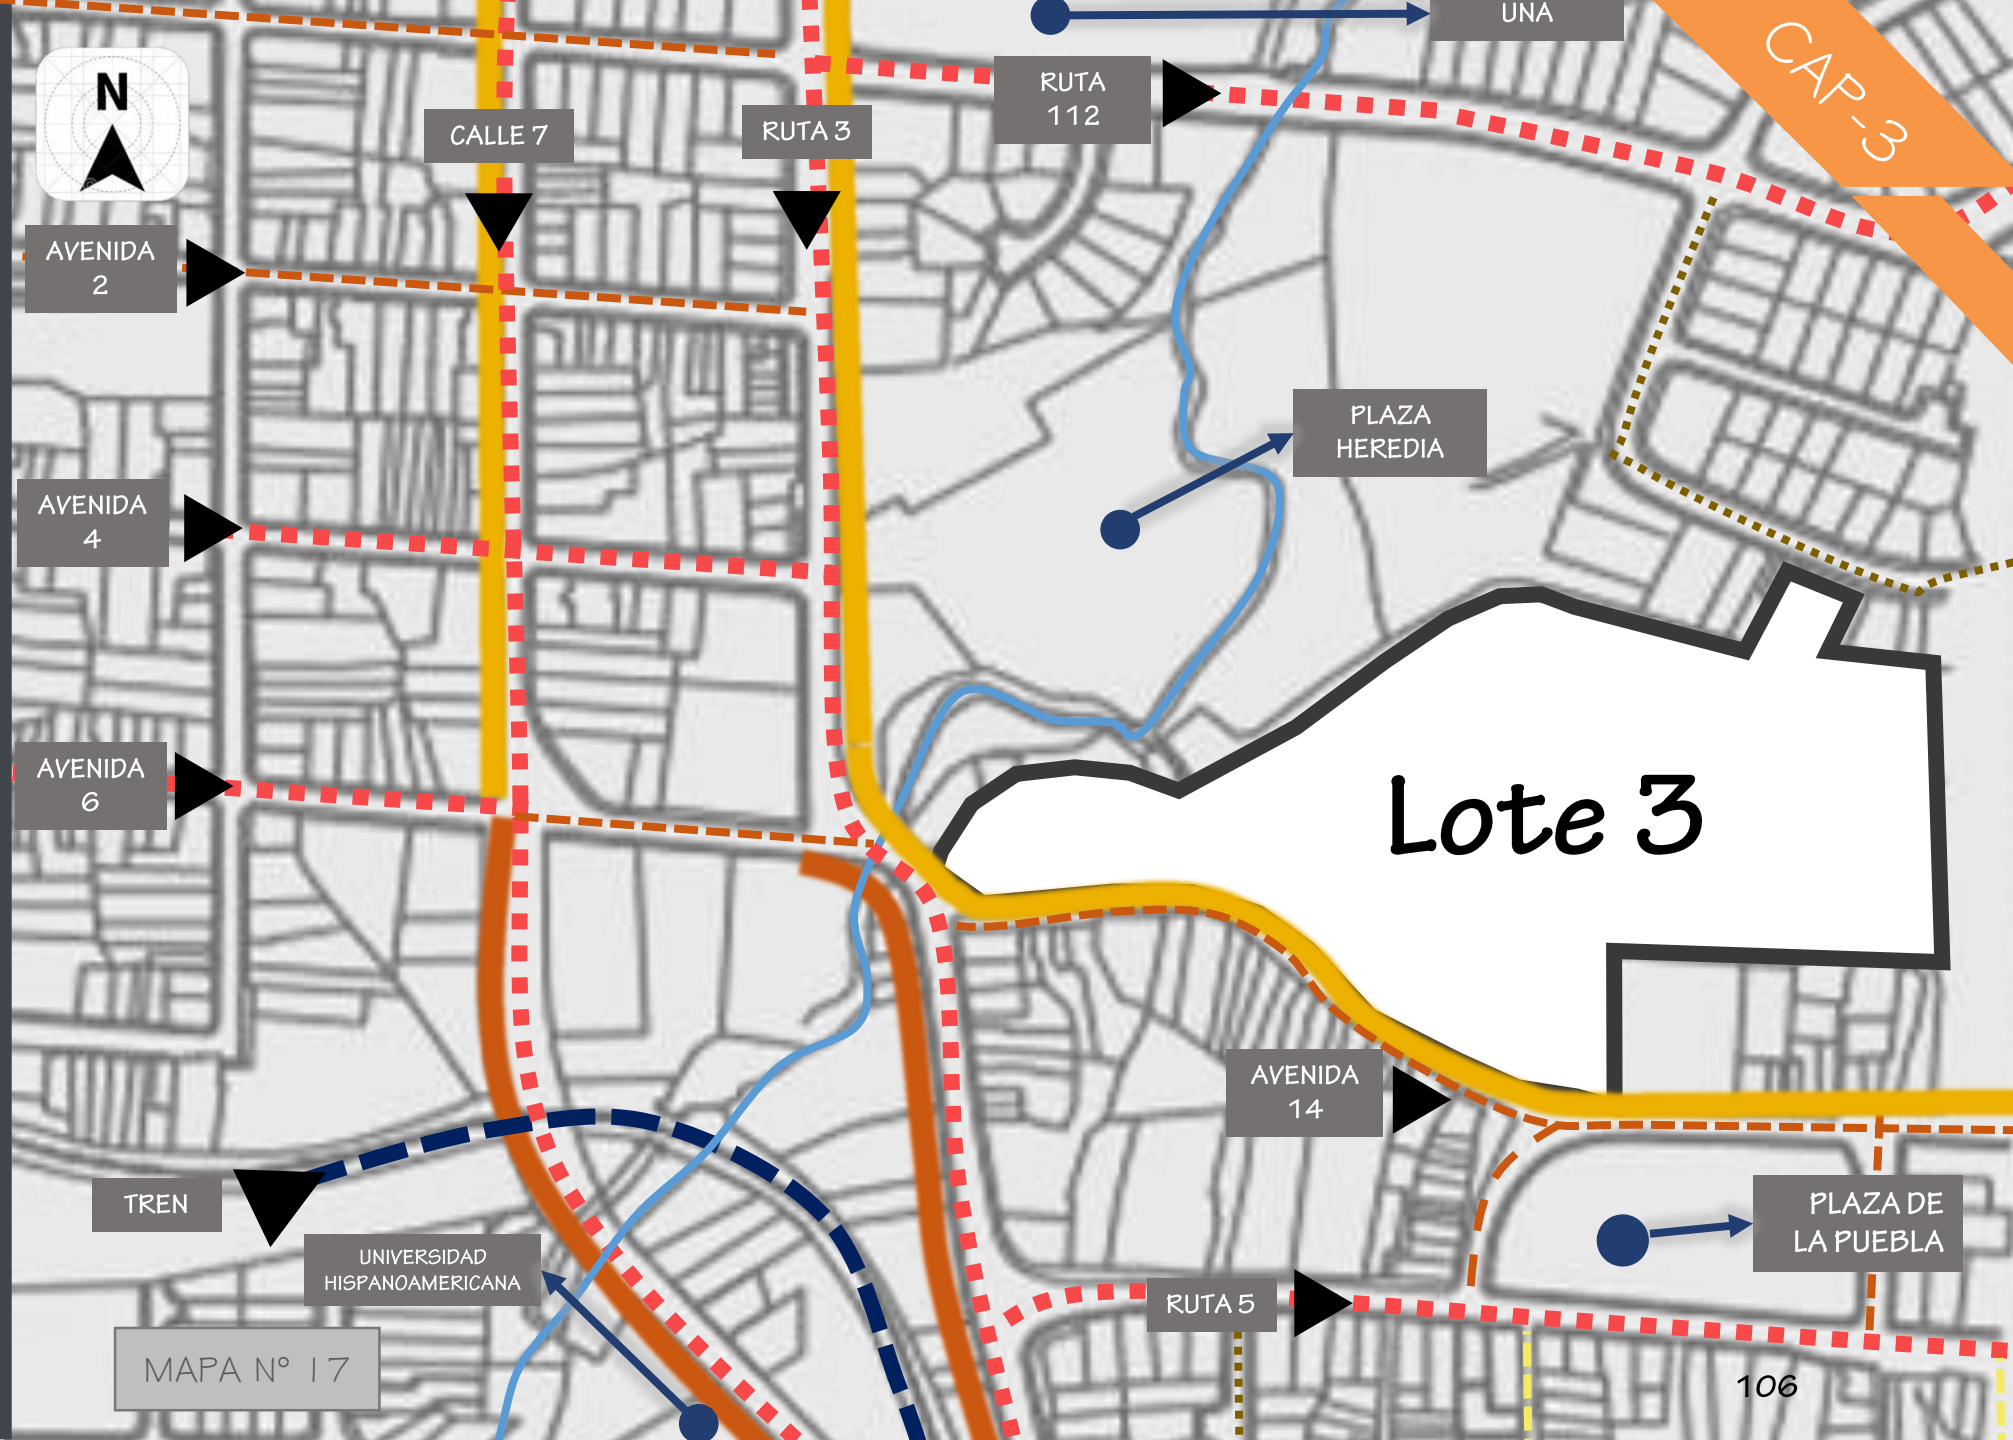 UNA
CAP-3
N
RUTA
112
CALLE 7
RUTA 3
AVENIDA
2
PLAZA
HEREDIA
AVENIDA
4
AVENIDA
6
Lote 3
AVENIDA
14
TREN
PLAZA DE
LA PUEBLA
UNIVERSIDAD
HISPANOAMERICANA
RUTA 5
MAPA N° 17
106